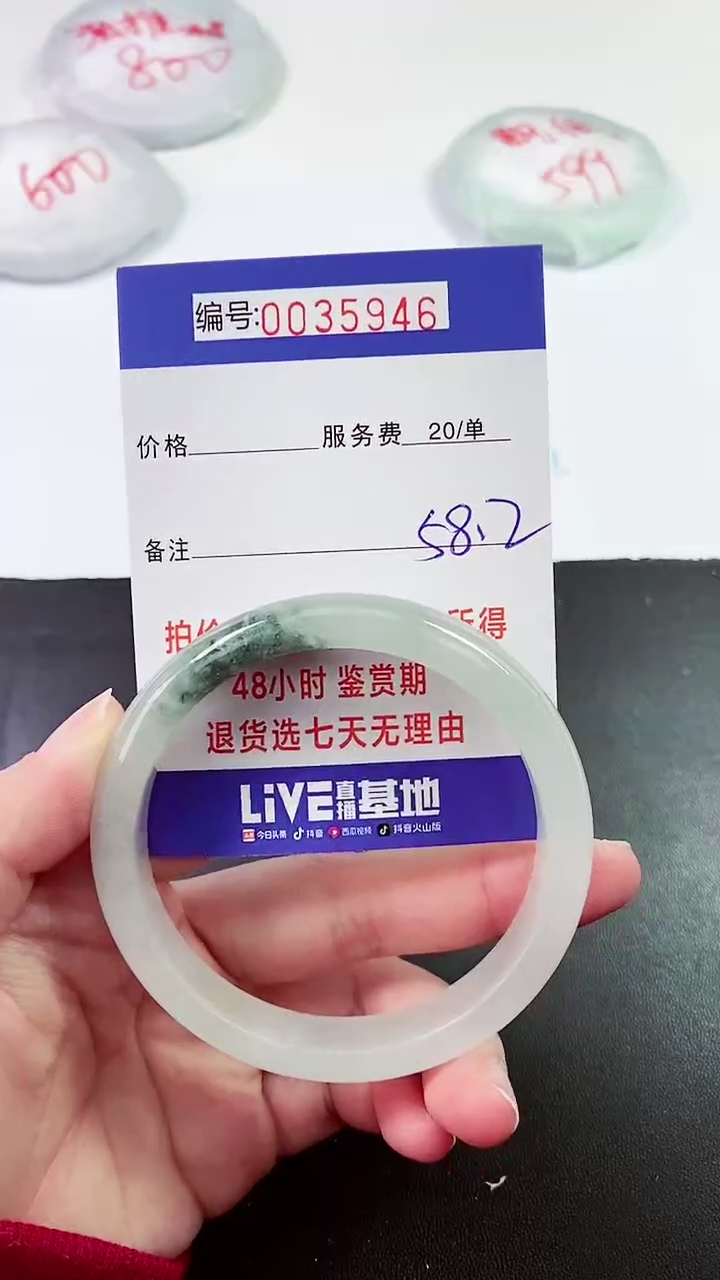 800
600
599
编号:0035946
价格 服务费 20/单
备注 58.2
拍 所得
48小时 鉴赏期
退货选七天无理由
LiVE直播基地
今日头条 抖音 西瓜视频 抖音火山版